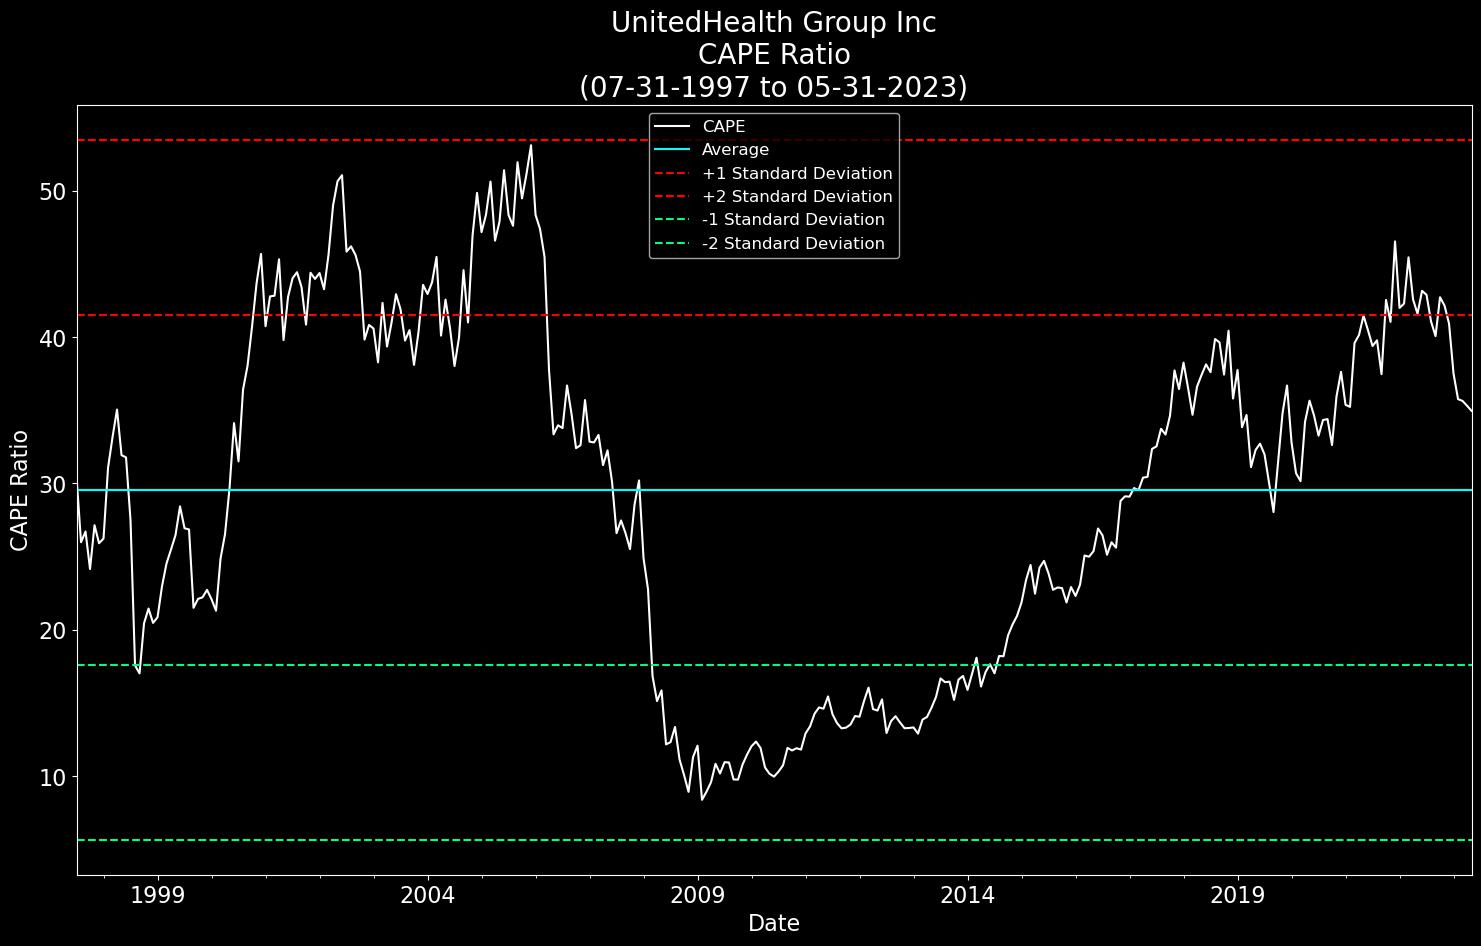 UnitedHealth Group Inc
CAPE Ratio
(07-31-1997 to 05-31-2023)
CAPE
Average
+1 Standard Deviation
+2 Standard Deviation
-1 Standard Deviation
-2 Standard Deviation
CAPE Ratio
50
40
30
20
10
1999 2004 2009 2014 2019
Date